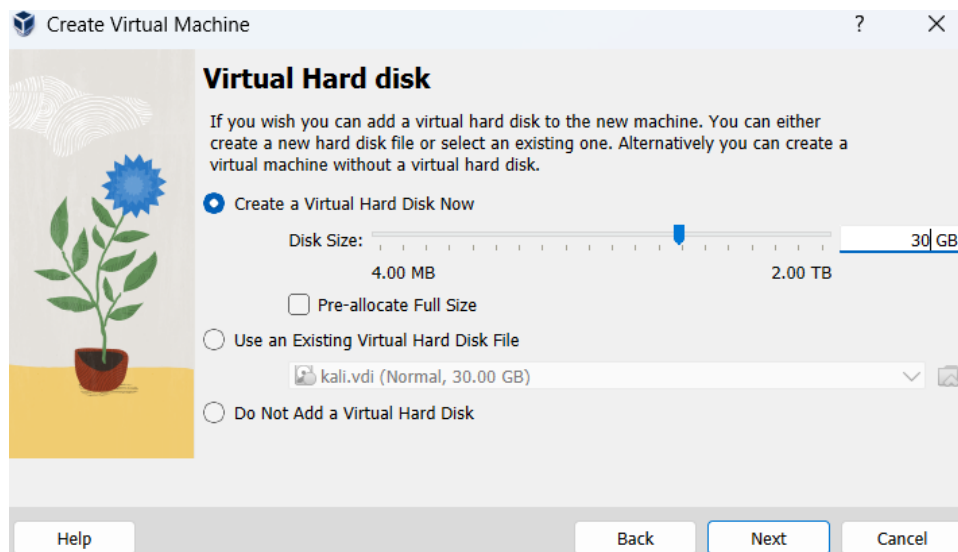 Create Virtual Machine
?
Virtual Hard disk
If you wish you can add a virtual hard disk to the new machine. You can either
create a new hard disk file or select an existing one. Alternatively you can create a
virtual machine without a virtual hard disk.
Create a Virtual Hard Disk Now
Disk Size: 30 GB
4.00 MB 2.00 TB
Pre-allocate Full Size
Use an Existing Virtual Hard Disk File
kali.vdi (Normal, 30.00 GB)
Do Not Add a Virtual Hard Disk
Help Back Next Cancel